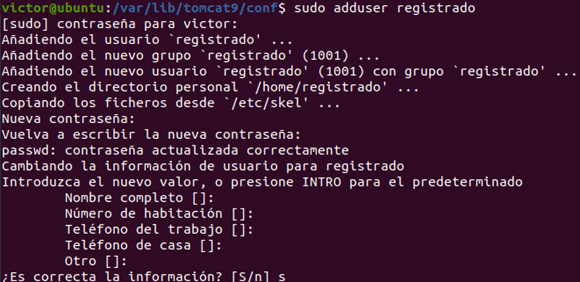 victor@ubuntu:/var/lib/tomcat9/conf$ sudo adduser registrado
[sudo] contraseña para victor:
Añadiendo el usuario `registrado' ...
Añadiendo el nuevo grupo `registrado' (1001) ...
Añadiendo el nuevo usuario `registrado' (1001) con grupo `registrado' ...
Creando el directorio personal `/home/registrado' ...
Copiando los ficheros desde `/etc/skel' ...
Nueva contraseña:
Vuelva a escribir la nueva contraseña:
passwd: contraseña actualizada correctamente
Cambiando la información de usuario para registrado
Introduzca el nuevo valor, o presione INTRO para el predeterminado
        Nombre completo []:
        Número de habitación []:
        Teléfono del trabajo []:
        Teléfono de casa []:
        Otro []:
¿Es correcta la información? [S/n] s